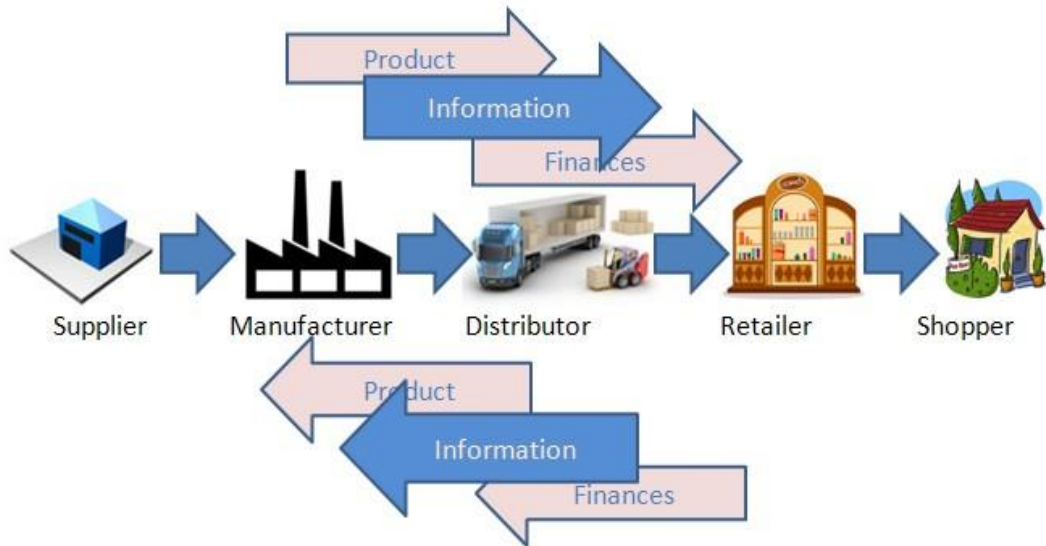 Product
Information
Finances
Supplier
Manufacturer
Distributor
Retailer
Shopper
Product
Information
Finances